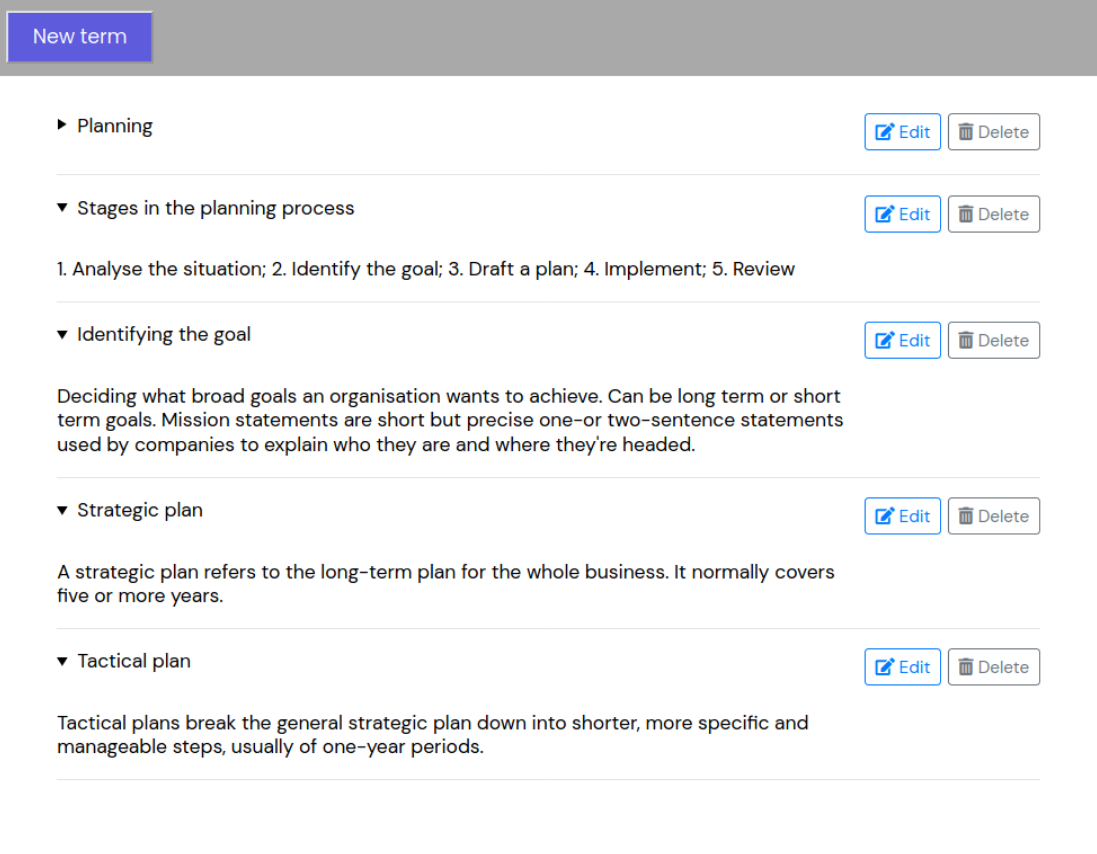 New term
Planning
Edit
Delete
Stages in the planning process
Edit
Delete
1. Analyse the situation; 2. Identify the goal; 3. Draft a plan; 4. Implement; 5. Review
Identifying the goal
Edit
Delete
Deciding what broad goals an organisation wants to achieve. Can be long term or short
term goals. Mission statements are short but precise one-or two-sentence statements
used by companies to explain who they are and where they're headed.
Strategic plan
Edit
Delete
A strategic plan refers to the long-term plan for the whole business. It normally covers
five or more years.
Tactical plan
Edit
Delete
Tactical plans break the general strategic plan down into shorter, more specific and
manageable steps, usually of one-year periods.